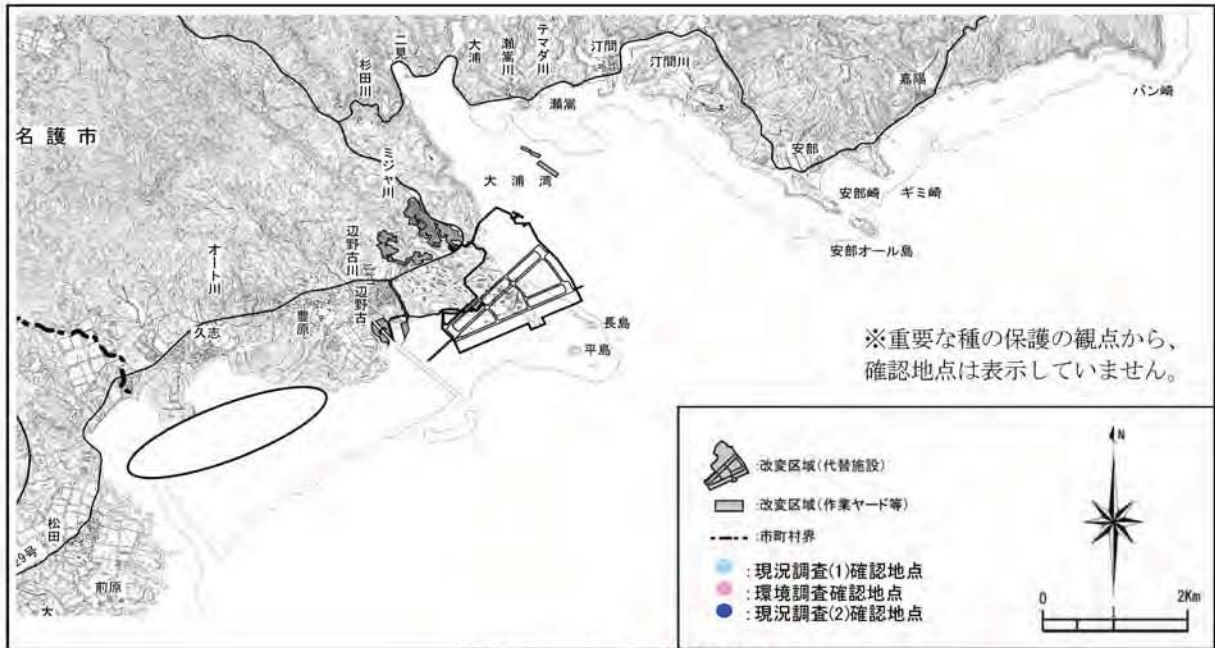 名護市
杉田川
二見
大浦
瀬嵩川
テマダ川
汀間
汀間川
瀬嵩
嘉陽
バン崎
安部
安部崎
ギミ崎
安部オール島
大浦湾
ミジャ川
辺野古川
辺野古
オート川
久志
豊原
長島
平島
松田
29号
前原
大
※重要な種の保護の観点から、
確認地点は表示していません。
:改変区域(代替施設)
:改変区域(作業ヤード等)
:市町村界
:現況調査(1)確認地点
:環境調査確認地点
:現況調査(2)確認地点
N
0 2Km